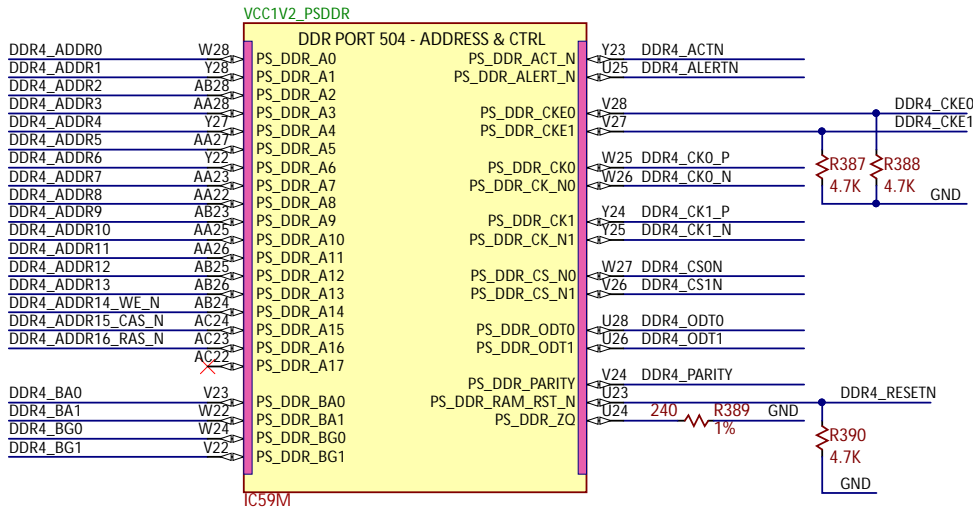 VCC1V2_PSDDR
DDR PORT 504 - ADDRESS & CTRL
DDR4_ADDR0 W28 PS_DDR_A0 PS_DDR_ACT_N Y23 DDR4_ACTN
DDR4_ADDR1 Y28 PS_DDR_A1 PS_DDR_ALERT_N U25 DDR4_ALERTN
DDR4_ADDR2 AB28 PS_DDR_A2
DDR4_ADDR3 AA28 PS_DDR_A3 PS_DDR_CKE0 V28 DDR4_CKE0
DDR4_ADDR4 Y27 PS_DDR_A4 PS_DDR_CKE1 V27 DDR4_CKE1
DDR4_ADDR5 AA27 PS_DDR_A5
DDR4_ADDR6 Y22 PS_DDR_A6 PS_DDR_CK0 W25 DDR4_CK0_P R387 R388
DDR4_ADDR7 AA23 PS_DDR_A7 PS_DDR_CK_N0 W26 DDR4_CK0_N 4.7K 4.7K
DDR4_ADDR8 AA22 PS_DDR_A8 GND
DDR4_ADDR9 AB23 PS_DDR_A9 PS_DDR_CK1 Y24 DDR4_CK1_P
DDR4_ADDR10 AA25 PS_DDR_A10 PS_DDR_CK_N1 Y25 DDR4_CK1_N
DDR4_ADDR11 AA26 PS_DDR_A11
DDR4_ADDR12 AB25 PS_DDR_A12 PS_DDR_CS_N0 W27 DDR4_CS0N
DDR4_ADDR13 AB26 PS_DDR_A13 PS_DDR_CS_N1 V26 DDR4_CS1N
DDR4_ADDR14_WE_N AB24 PS_DDR_A14
DDR4_ADDR15_CAS_N AC24 PS_DDR_A15 PS_DDR_ODT0 U28 DDR4_ODT0
DDR4_ADDR16_RAS_N AC23 PS_DDR_A16 PS_DDR_ODT1 U26 DDR4_ODT1
AC22 PS_DDR_A17
PS_DDR_PARITY V24 DDR4_PARITY
DDR4_BA0 V23 PS_DDR_BA0 PS_DDR_RAM_RST_N U23 DDR4_RESETN
DDR4_BA1 W22 PS_DDR_BA1 PS_DDR_ZQ U24 240 R389 GND
1%
DDR4_BG0 W24 PS_DDR_BG0 R390
DDR4_BG1 V22 PS_DDR_BG1 4.7K
GND
IC59M